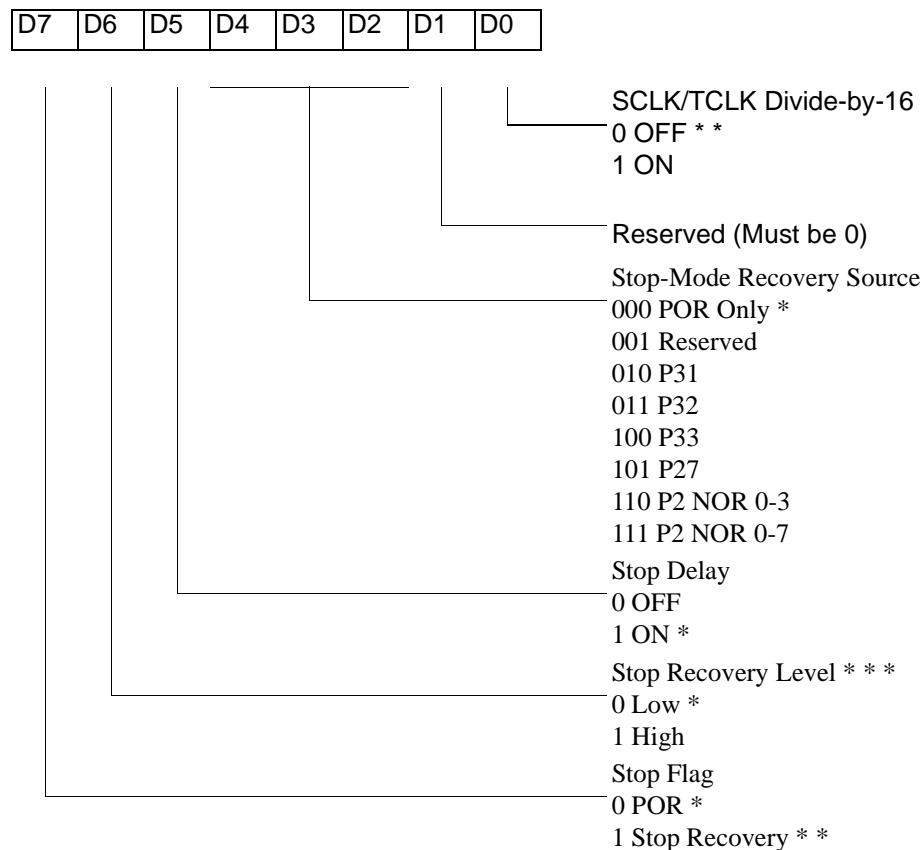 D7 D6 D5 D4 D3 D2 D1 D0
SCLK/TCLK Divide-by-16
0 OFF * *
1 ON
Reserved (Must be 0)
Stop-Mode Recovery Source
000 POR Only *
001 Reserved
010 P31
011 P32
100 P33
101 P27
110 P2 NOR 0-3
111 P2 NOR 0-7
Stop Delay
0 OFF
1 ON *
Stop Recovery Level * * *
0 Low *
1 High
Stop Flag
0 POR *
1 Stop Recovery * *